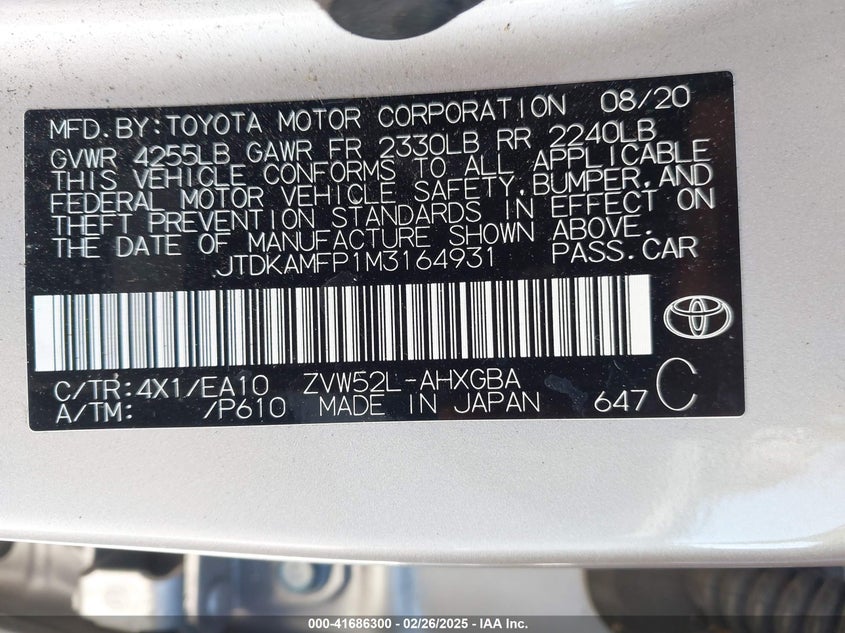 MFD. BY: TOYOTA MOTOR CORPORATION 08/20
GVWR 4255LB GAWR FR 2330LB RR 2240LB
THIS VEHICLE CONFORMS TO ALL APPLICABLE
FEDERAL MOTOR VEHICLE SAFETY, BUMPER, AND
THEFT PREVENTION STANDARDS IN EFFECT ON
THE DATE OF MANUFACTURE SHOWN ABOVE.
JTDKAMFP1M3164931 PASS. CAR
C/TR: 4X1/EA10 ZVW52L-AHXGBA
A/TM: /P610 MADE IN JAPAN 647 C
000-41686300 - 02/26/2025 - IAA Inc.